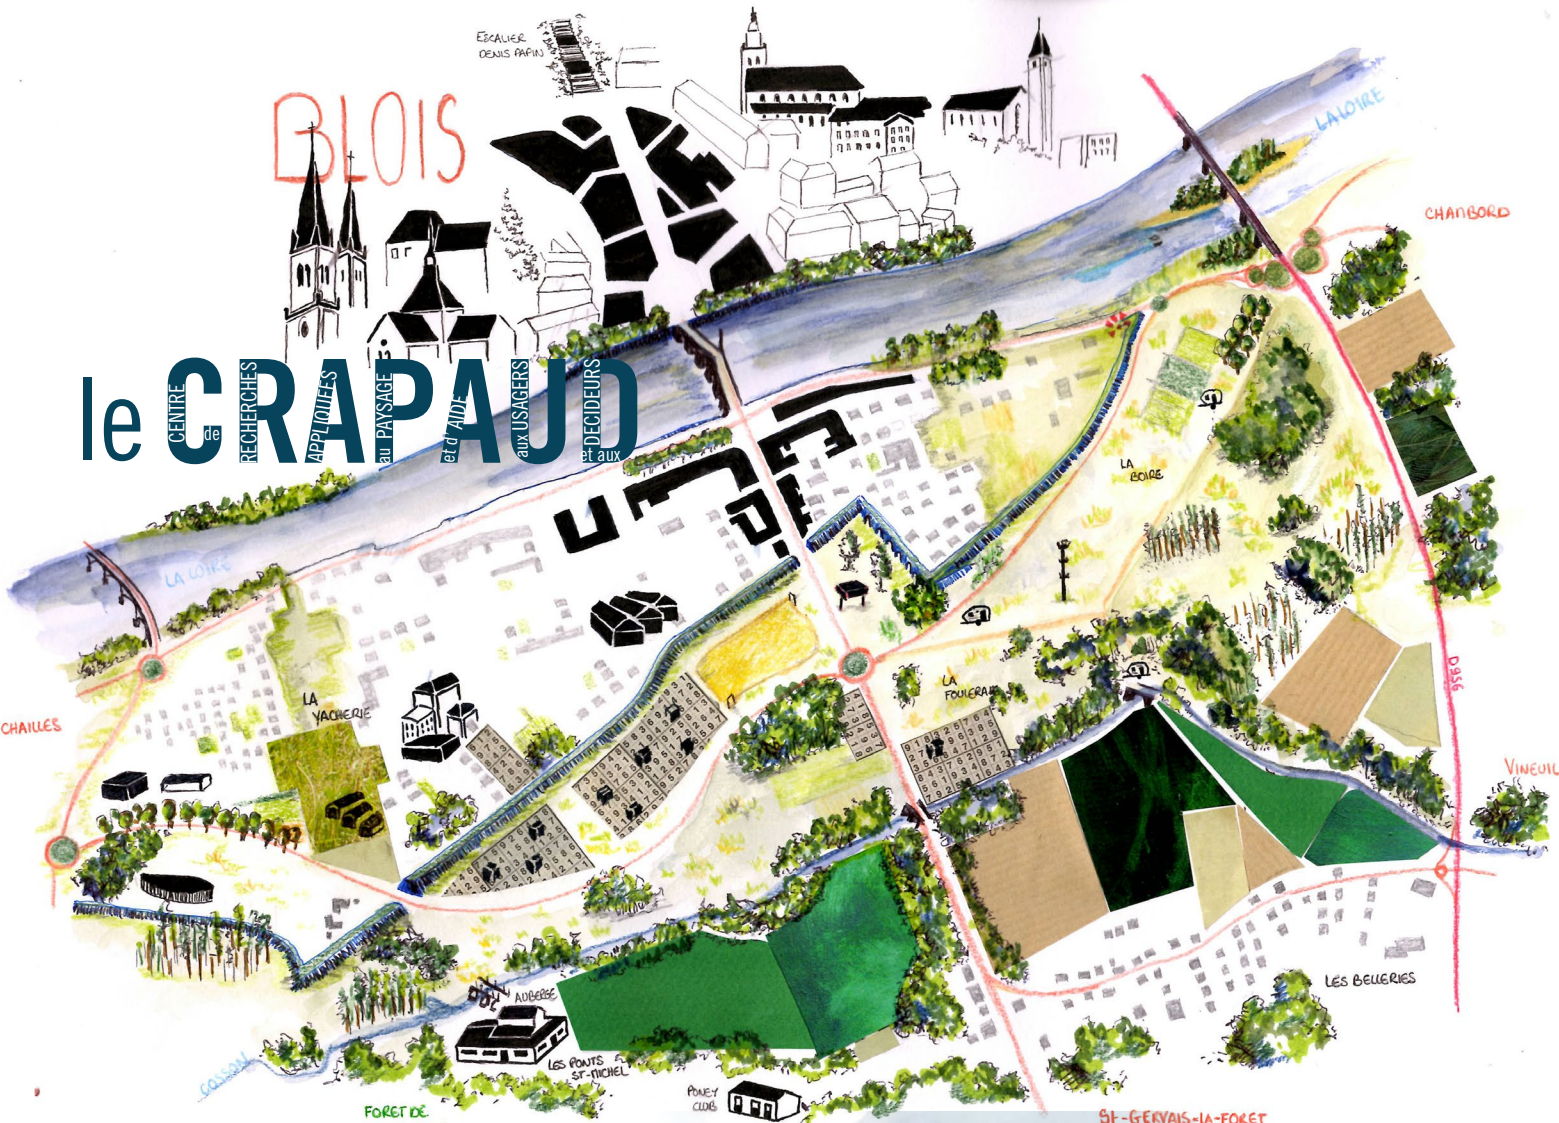 ESCALIER
DENIS PAPIN
BLOIS
LA LOIRE
CHAMBORD
le CRAPAUD
CENTRE
de
RECHERCHES
APPLIQUÉES
au PAYSAGE
et d'AIDE
aux USAGERS
et aux DECIDEURS
LA
BOIRE
LA LOIRE
D956
LA
VACHERIE
LA
FOULERAIE
CHAILLES
VINEUIL
AUBERGE
LES BELLERIES
LES PONTS
ST-MICHEL
COSSON
PONEY
CLUB
FORET DE
ST-GERVAIS-LA-FORET